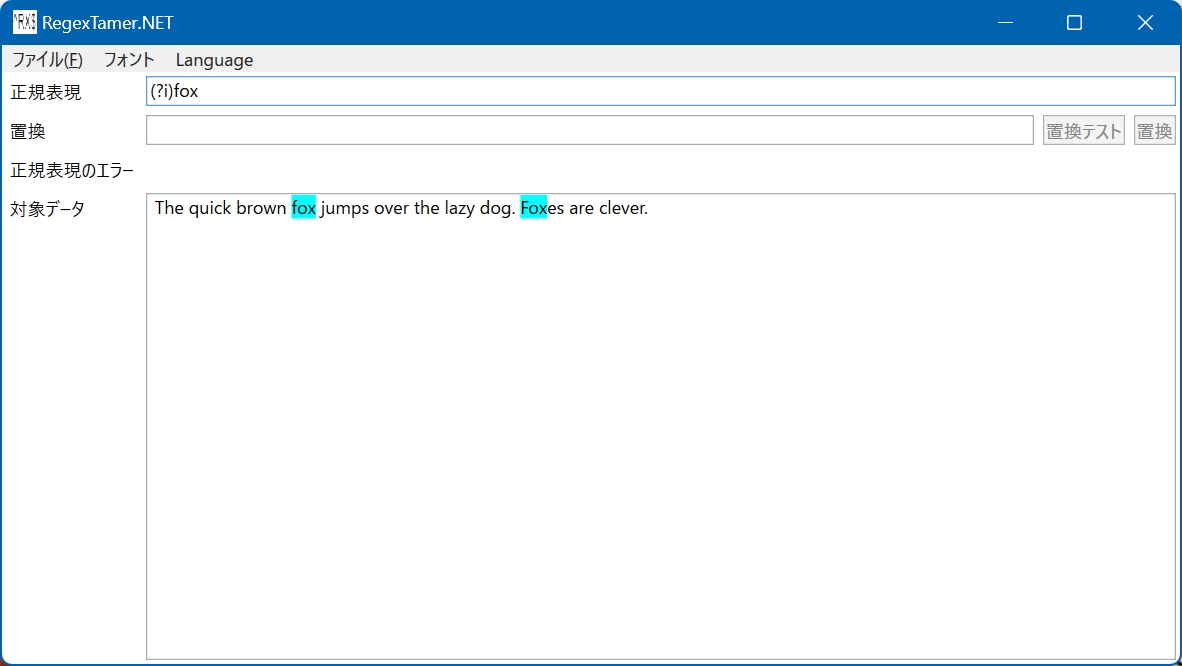 ^RX$ RegexTamer.NET
ファイル(F) フォント Language
正規表現 (?i)fox
置換 置換テスト 置換
正規表現のエラー
対象データ The quick brown fox jumps over the lazy dog. Foxes are clever.